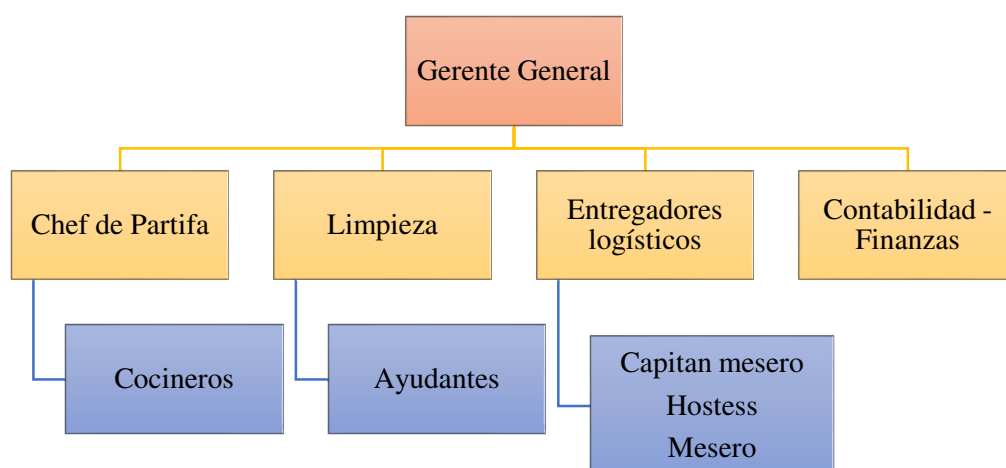 Gerente General
Chef de Partifa
Limpieza
Entregadores
logísticos
Contabilidad -
Finanzas
Cocineros
Ayudantes
Capitan mesero
Hostess
Mesero